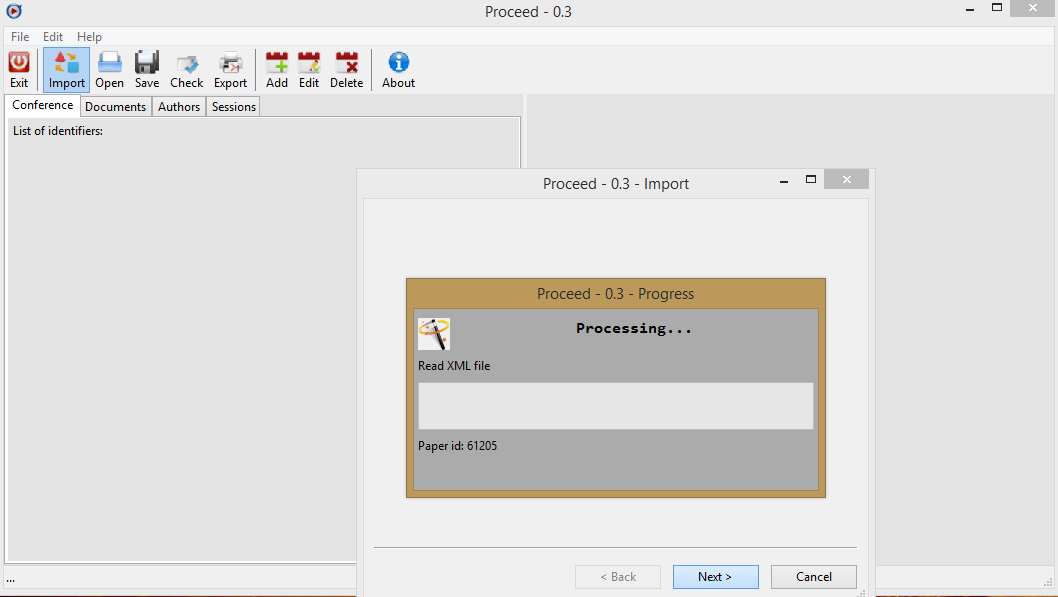 Proceed - 0.3
File Edit Help
Exit Import Open Save Check Export Add Edit Delete About
Conference Documents Authors Sessions
List of identifiers:
Proceed - 0.3 - Import
Proceed - 0.3 - Progress
Processing...
Read XML file
Paper id: 61205
< Back Next > Cancel
...